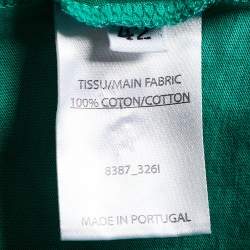 42
TISSU/MAIN FABRIC
100% COTON/COTTON
8387_326I
MADE IN PORTUGAL